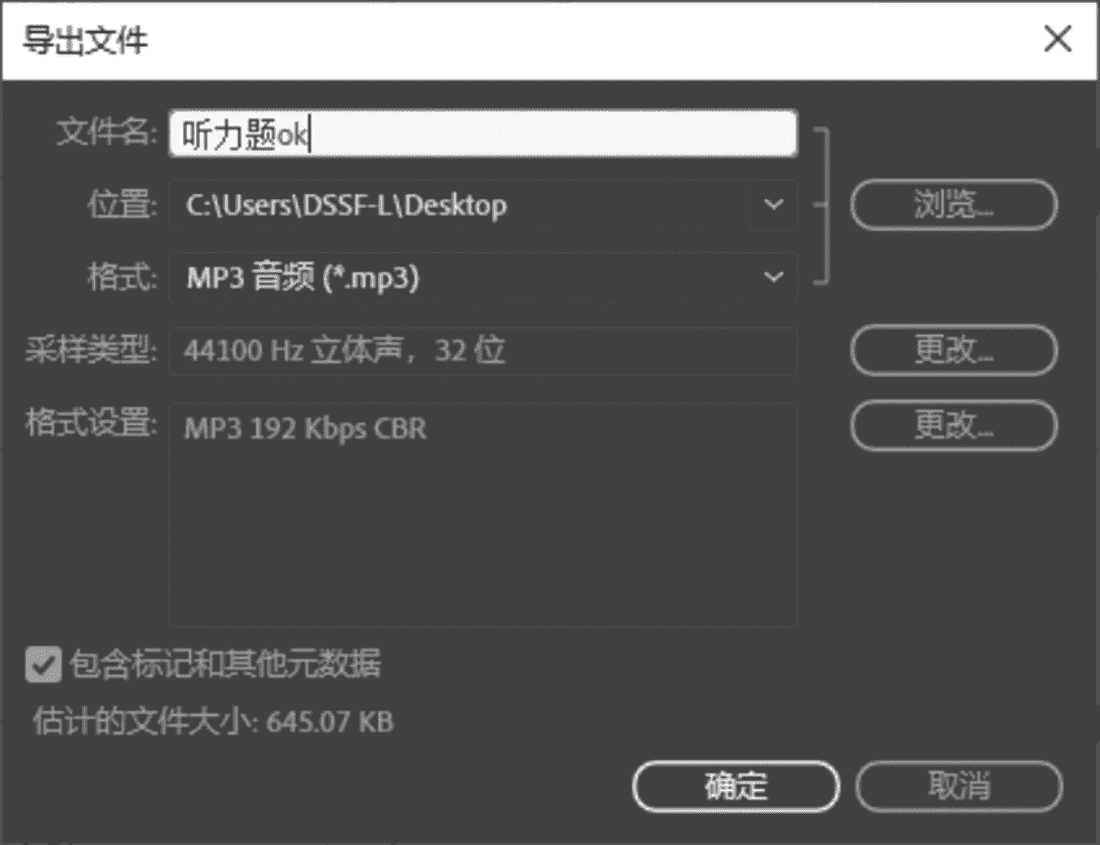 导出文件
文件名: 听力题ok
位置: C:\Users\DSSF-L\Desktop 浏览...
格式: MP3 音频 (*.mp3)
采样类型: 44100 Hz 立体声，32 位 更改...
格式设置: MP3 192 Kbps CBR 更改...
包含标记和其他元数据
估计的文件大小: 645.07 KB
确定 取消